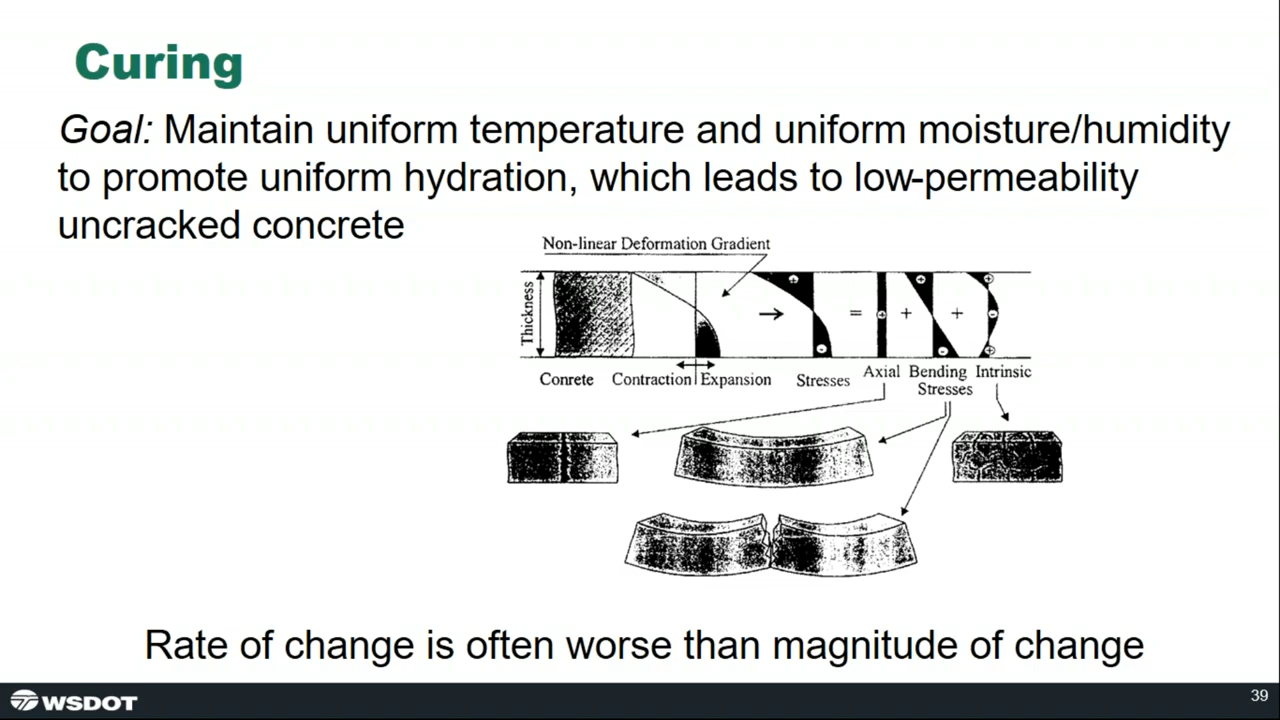 Curing
Goal: Maintain uniform temperature and uniform moisture/humidity
to promote uniform hydration, which leads to low-permeability
uncracked concrete
Non-linear Deformation Gradient
Thickness
= + +
Conrete Contraction Expansion Stresses Axial Bending Intrinsic
Stresses
Rate of change is often worse than magnitude of change
WSDOT
39